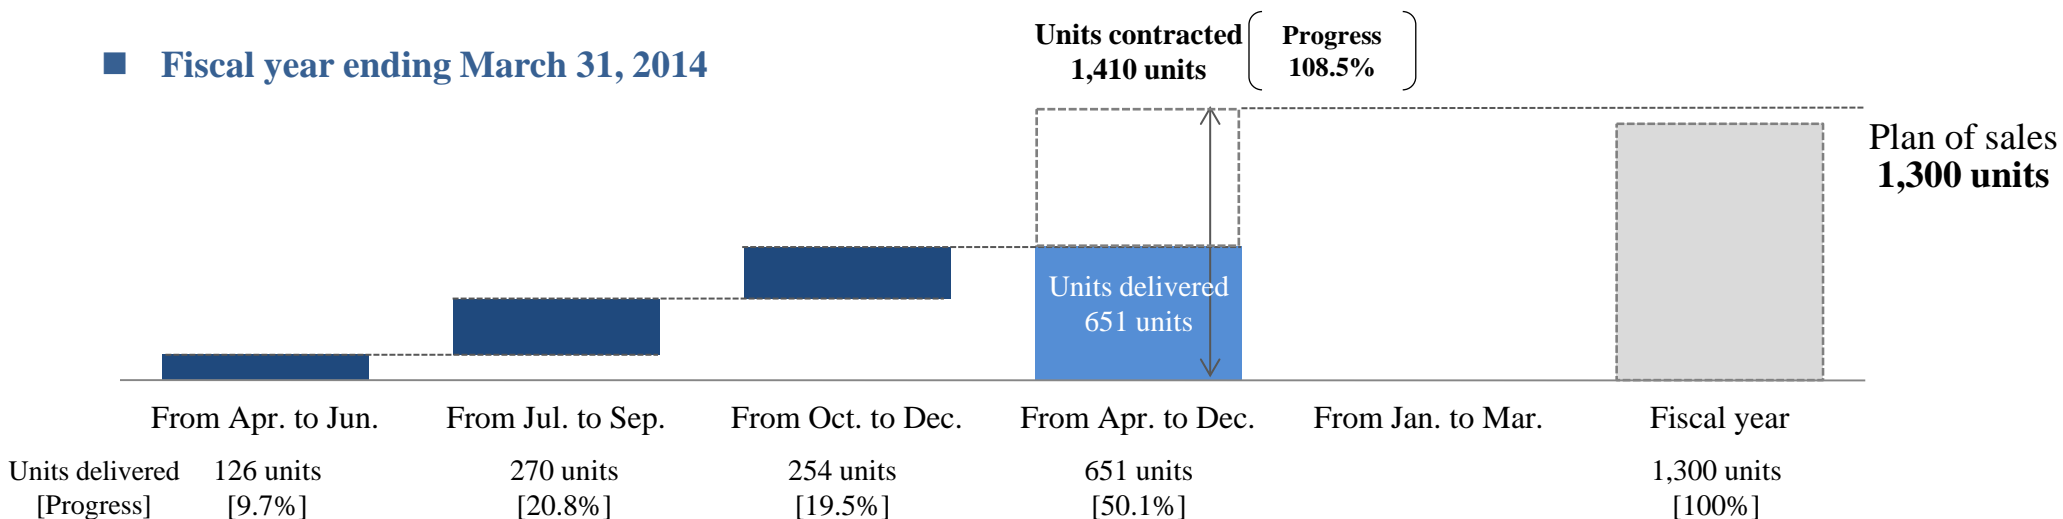 Fiscal year ending March 31, 2014
Units contracted
1,410 units
Progress
108.5%
Plan of sales
1,300 units
Units delivered
651 units
From Apr. to Jun.
From Jul. to Sep.
From Oct. to Dec.
From Apr. to Dec.
From Jan. to Mar.
Fiscal year
Units delivered 126 units 270 units 254 units 651 units 1,300 units
[Progress] [9.7%] [20.8%] [19.5%] [50.1%] [100%]